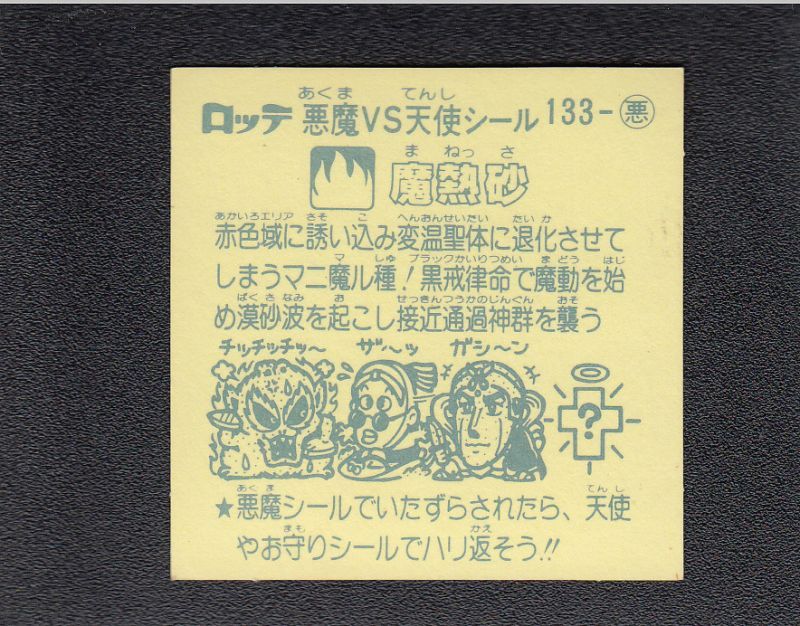 あくま てんし
ロッテ 悪魔VS天使シール 133-悪
まねっさ
魔熱砂
あかいろエリア さそ こ へんおんせいたい たいか
赤色域に誘い込み変温聖体に退化させて
マ しゅ ブラックかいりつめい まどう はじ
しまうマニ魔ル種!黒戒律命で魔動を始
ばくさなみ お せっきんつうかのじんぐん おそ
め漠砂波を起こし接近通過神群を襲う
チッチッチッ〜 ザ〜ッ ガシ〜ン
?
あくま てんし
★悪魔シールでいたずらされたら、天使
まも かえ
やお守りシールでハリ返そう!!